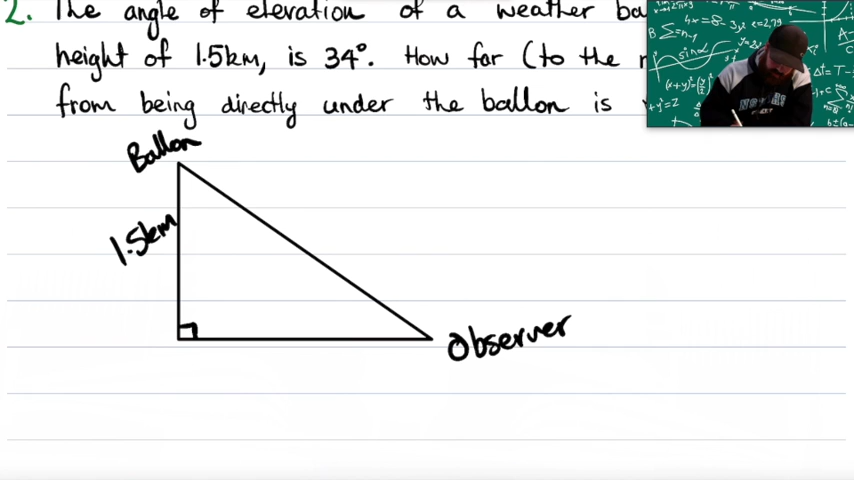 2. The angle of elevation of a weather
height of 1.5km, is 34°. How far (to the
from being directly under the ballon is
Ballon
1.5km
Observer